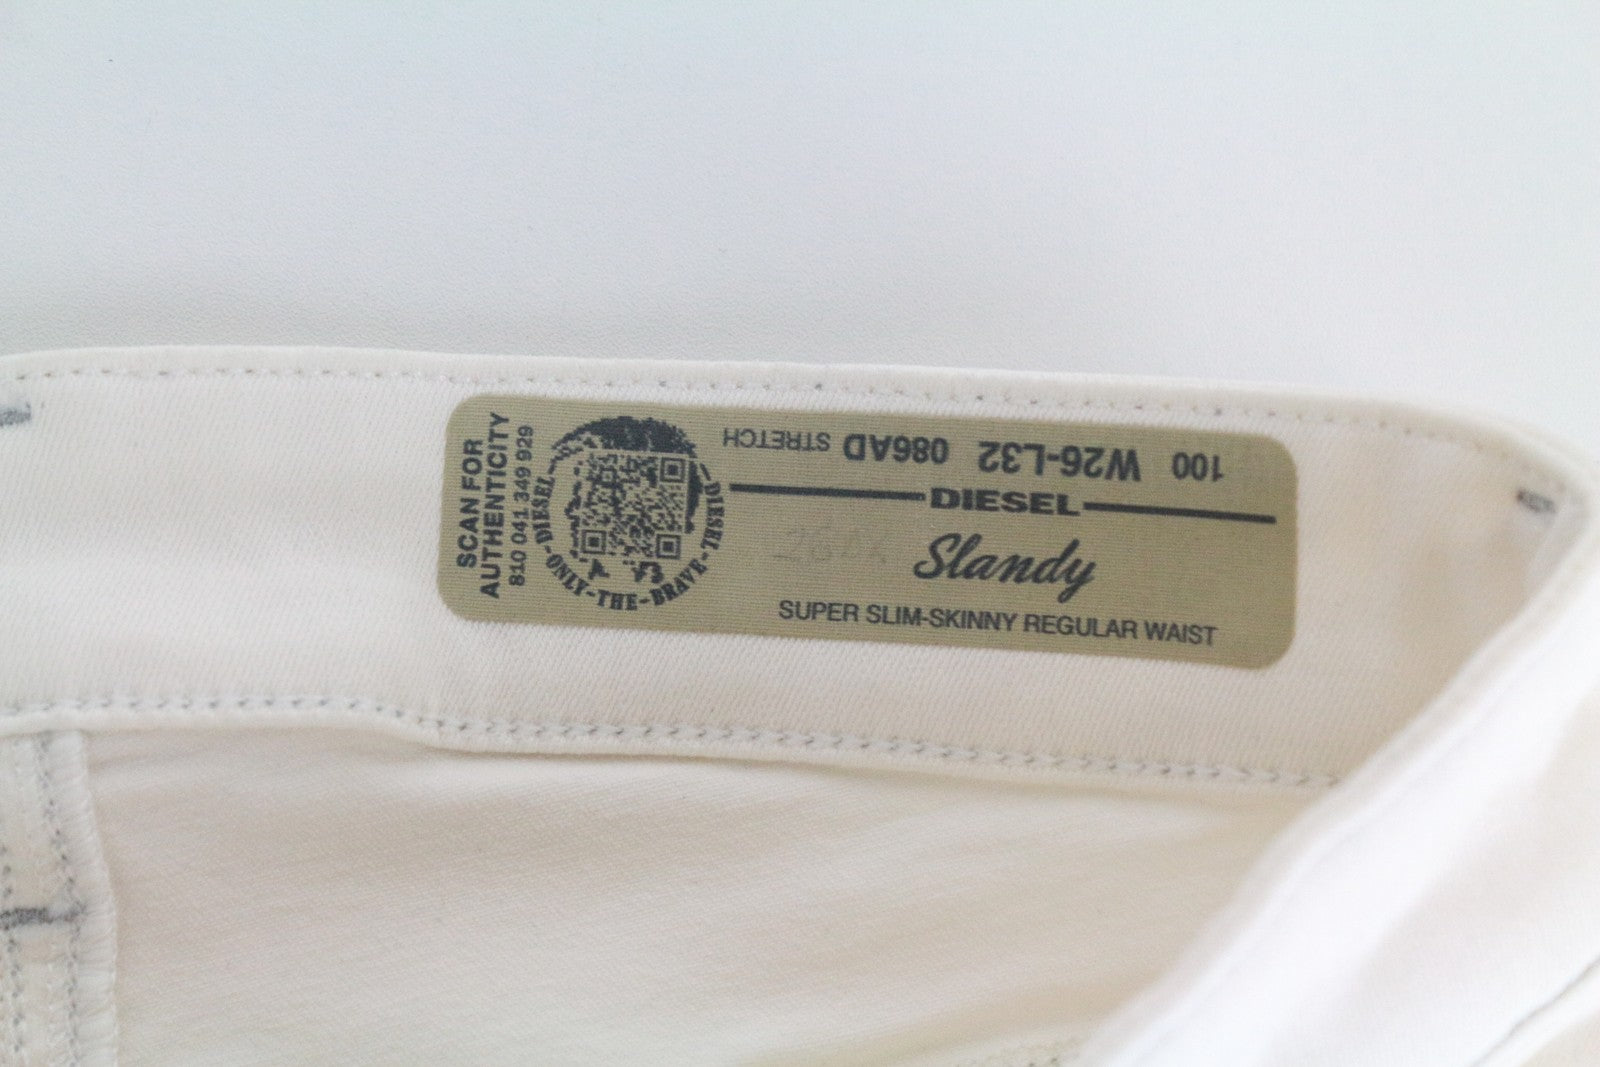 SCAN FOR
AUTHENTICITY
810 041 349 929
DIESEL-ONLY-THE-BRAVE-DIESEL
100 W26-L32 086AD STRETCH
DIESEL
Slandy
SUPER SLIM-SKINNY REGULAR WAIST